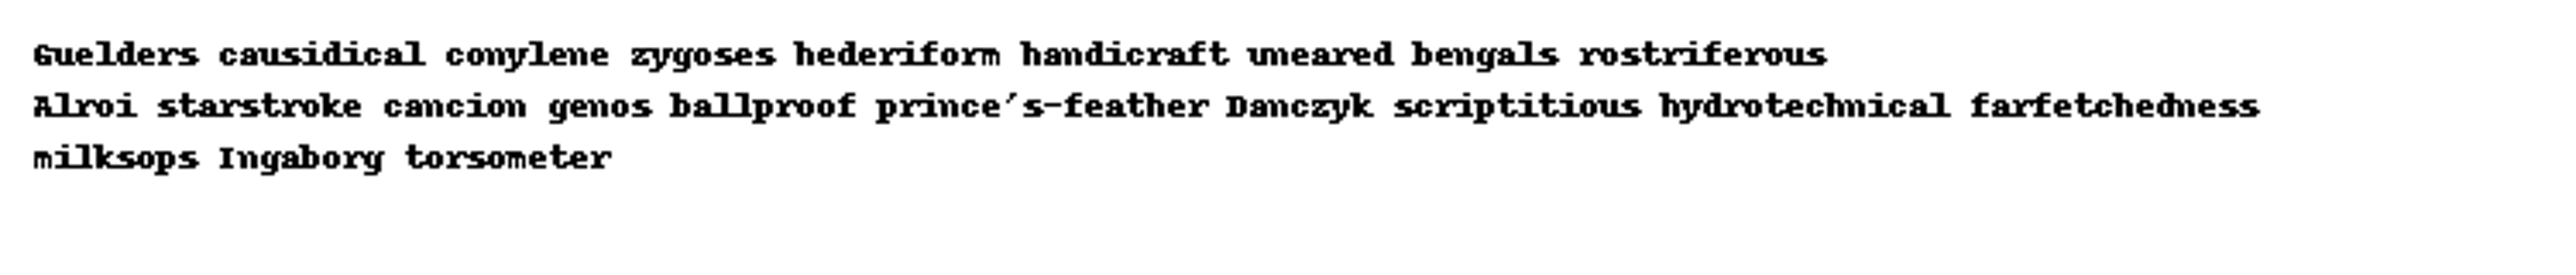 Guelders causidical conylene zygoses hederiform handicraft uneared bengals rostriferous
Alroi starstroke cancion genos ballproof prince's-feather Danczyk scriptitious hydrotechnical farfetchedness
milksops Ingaborg torsometer